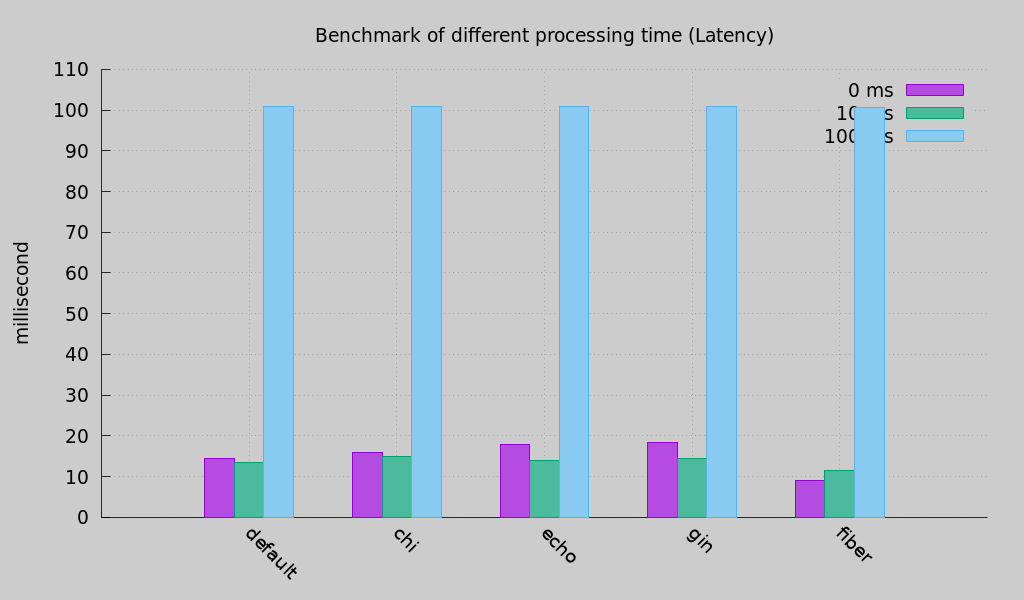 Benchmark of different processing time (Latency)
110
100
90
80
70
60
50
40
30
20
10
0
millisecond
0 ms
10 s
100 s
default
chi
echo
gin
fiber